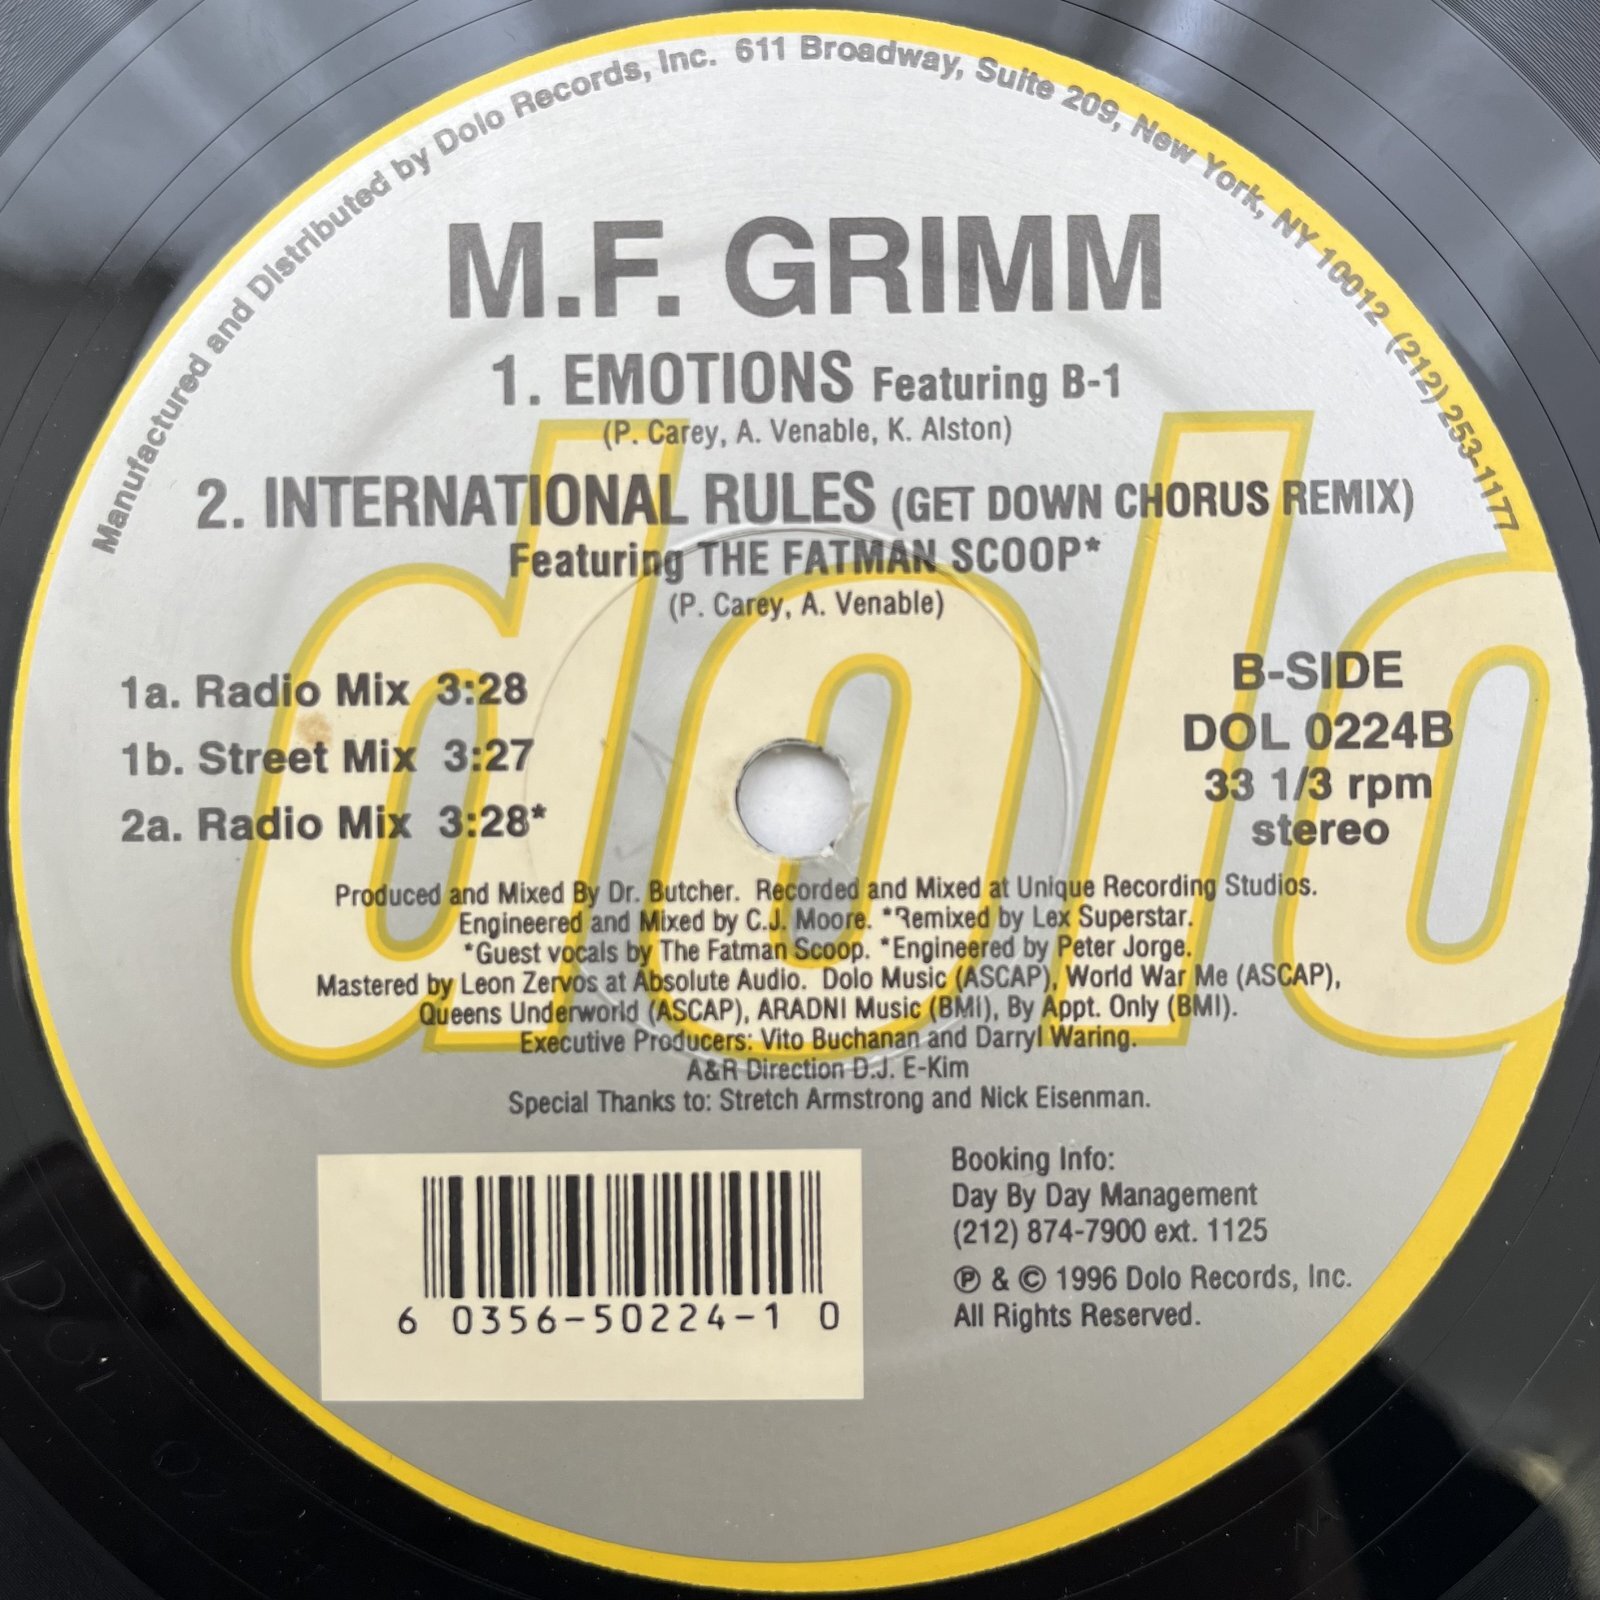 Manufactured and Distributed by Dolo Records, Inc. 611 Broadway, Suite 209, New York, NY 10012 (212) 253-1177
M.F. GRIMM
1. EMOTIONS Featuring B-1
(P. Carey, A. Venable, K. Alston)
2. INTERNATIONAL RULES (GET DOWN CHORUS REMIX)
Featuring THE FATMAN SCOOP*
(P. Carey, A. Venable)
dolo
1a. Radio Mix 3:28
1b. Street Mix 3:27
2a. Radio Mix 3:28*
B-SIDE
DOL 0224B
33 1/3 rpm
stereo
Produced and Mixed By Dr. Butcher. Recorded and Mixed at Unique Recording Studios.
Engineered and Mixed by C.J. Moore. *Remixed by Lex Superstar.
*Guest vocals by The Fatman Scoop. *Engineered by Peter Jorge.
Mastered by Leon Zervos at Absolute Audio. Dolo Music (ASCAP), World War Me (ASCAP),
Queens Underworld (ASCAP), ARADNI Music (BMI), By Appt. Only (BMI).
Executive Producers: Vito Buchanan and Darryl Waring.
A&R Direction D.J. E-Kim
Special Thanks to: Stretch Armstrong and Nick Eisenman.
6 0356-50224-1 0
Booking Info:
Day By Day Management
(212) 874-7900 ext. 1125
℗ & © 1996 Dolo Records, Inc.
All Rights Reserved.